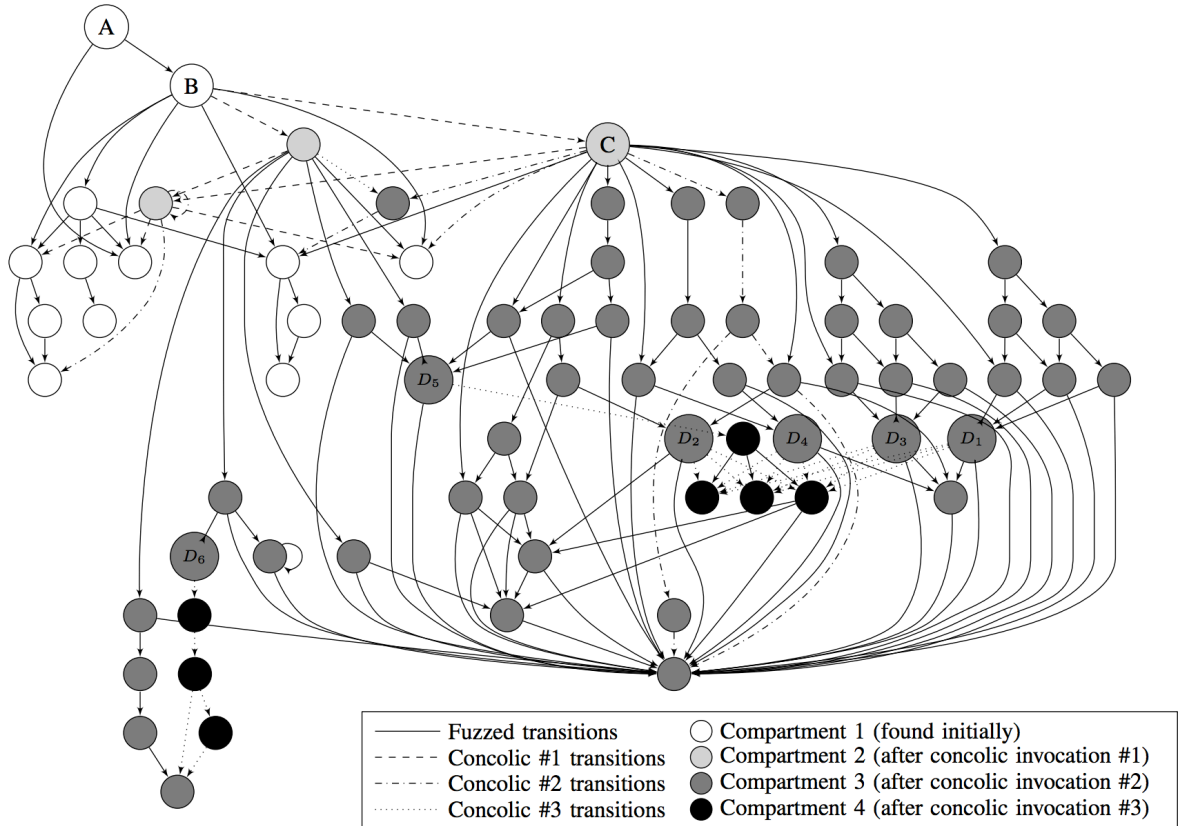 A
B
C
D5
D2
D4
D3
D1
D6
Fuzzed transitions
Concolic #1 transitions
Concolic #2 transitions
Concolic #3 transitions
Compartment 1 (found initially)
Compartment 2 (after concolic invocation #1)
Compartment 3 (after concolic invocation #2)
Compartment 4 (after concolic invocation #3)